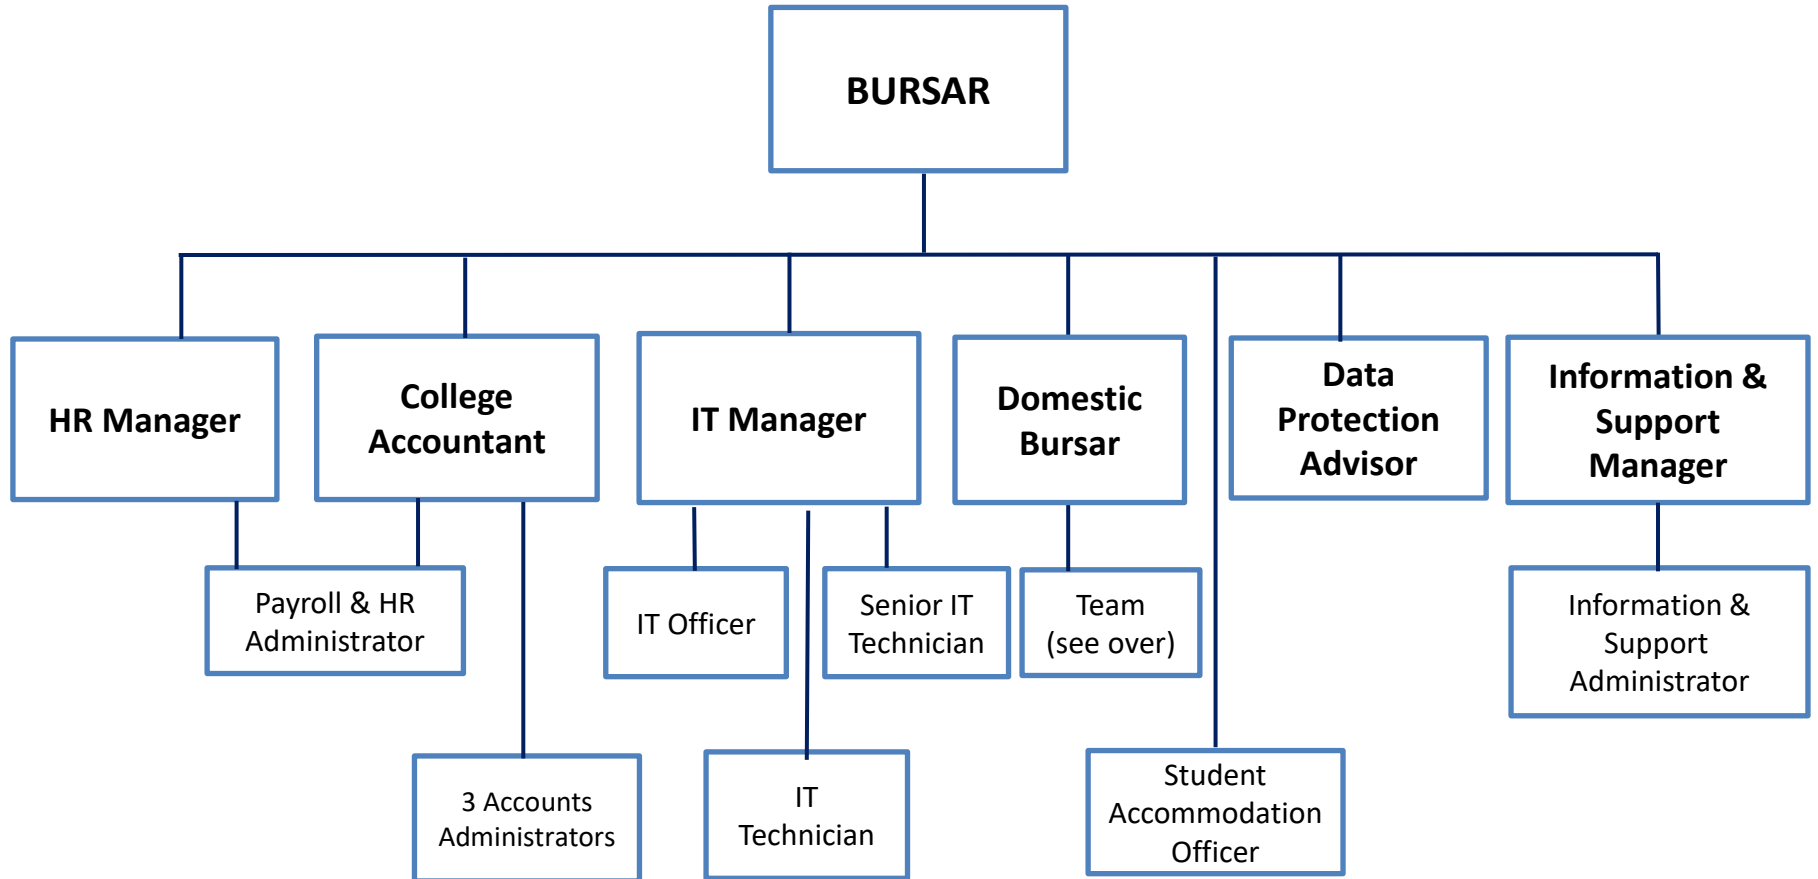 BURSAR
HR Manager
College
Accountant
IT Manager
Domestic
Bursar
Data
Protection
Advisor
Information &
Support
Manager
Payroll & HR
Administrator
IT Officer
Senior IT
Technician
Team
(see over)
Information &
Support
Administrator
3 Accounts
Administrators
IT
Technician
Student
Accommodation
Officer